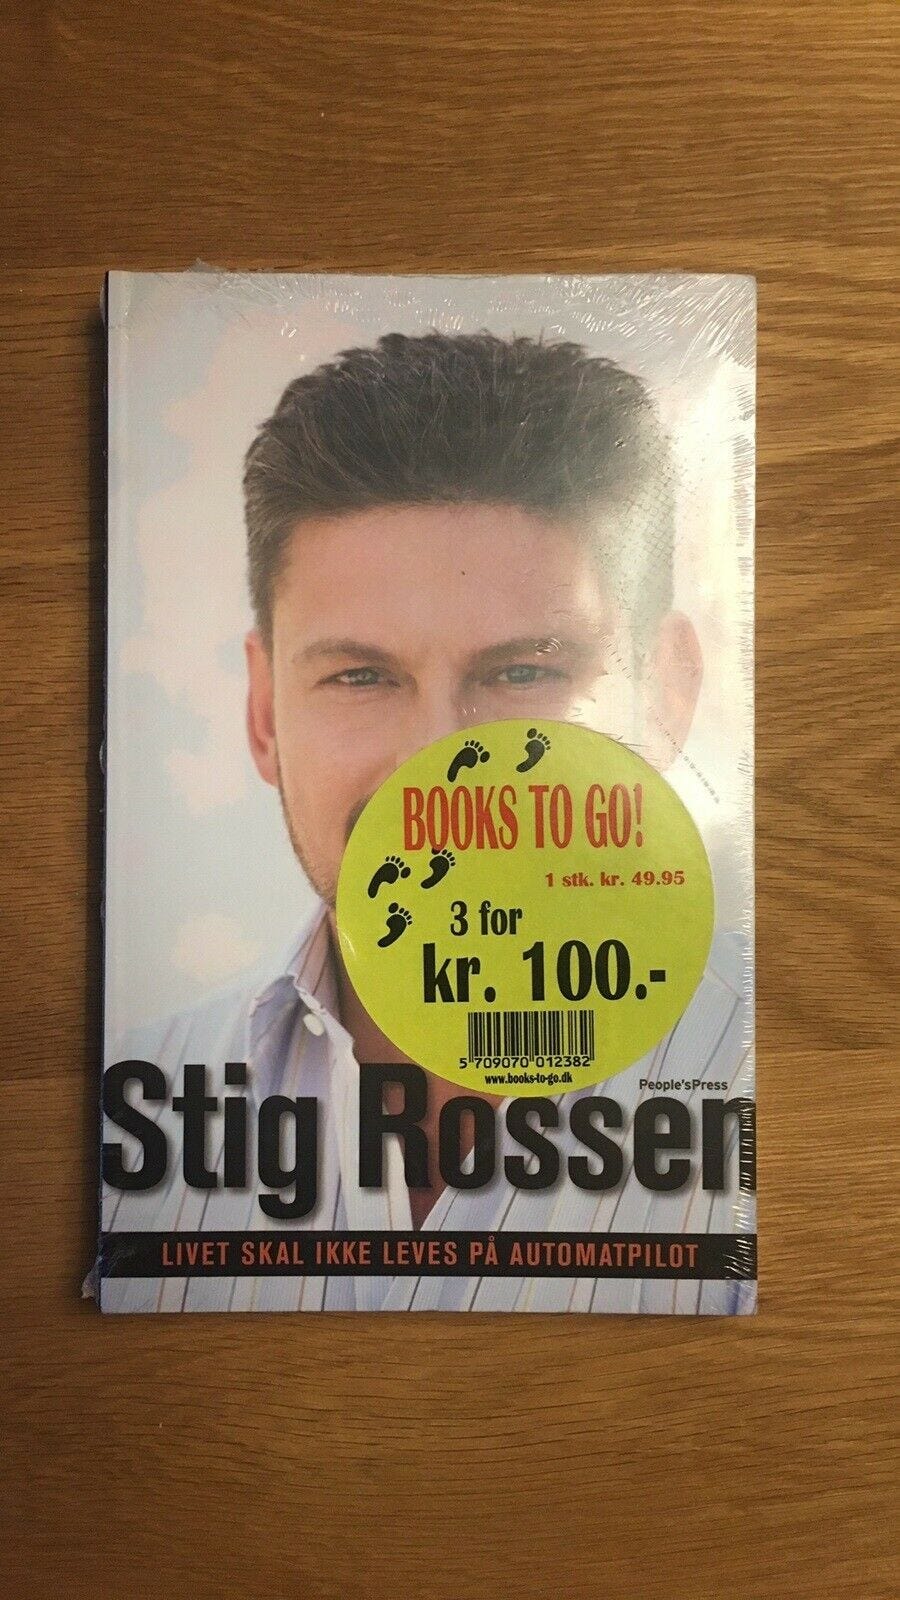 BOOKS TO GO!
1 stk. kr. 49.95
3 for
kr. 100.-
5 709070 012382
www.books-to-go.dk
People'sPress
Stig Rossen
LIVET SKAL IKKE LEVES PÅ AUTOMATPILOT